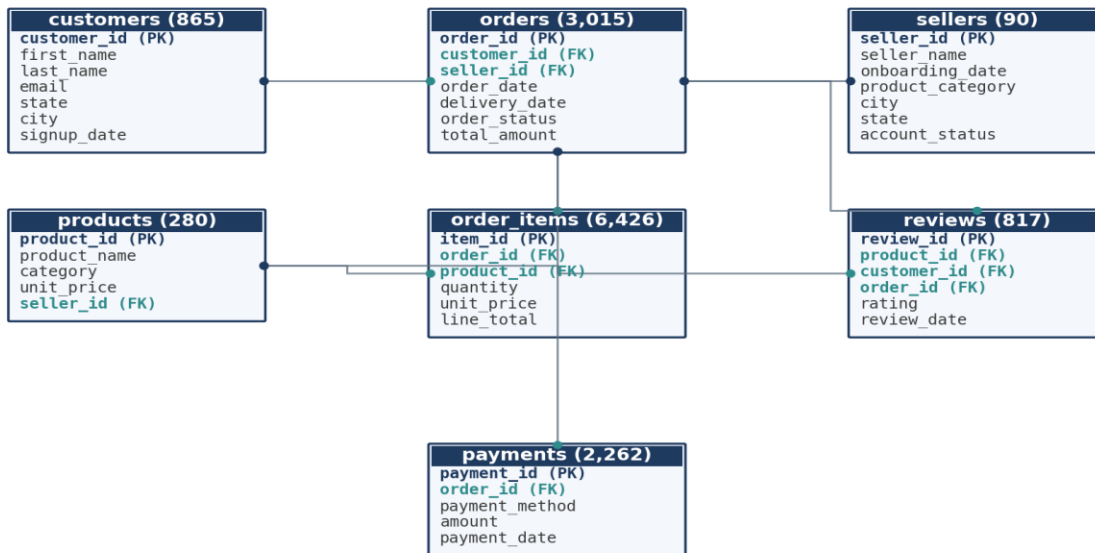 customers (865)
customer_id (PK)
first_name
last_name
email
state
city
signup_date
orders (3,015)
order_id (PK)
customer_id (FK)
seller_id (FK)
order_date
delivery_date
order_status
total_amount
sellers (90)
seller_id (PK)
seller_name
onboarding_date
product_category
city
state
account_status
products (280)
product_id (PK)
product_name
category
unit_price
seller_id (FK)
order_items (6,426)
item_id (PK)
order_id (FK)
product_id (FK)
quantity
unit_price
line_total
reviews (817)
review_id (PK)
product_id (FK)
customer_id (FK)
order_id (FK)
rating
review_date
payments (2,262)
payment_id (PK)
order_id (FK)
payment_method
amount
payment_date